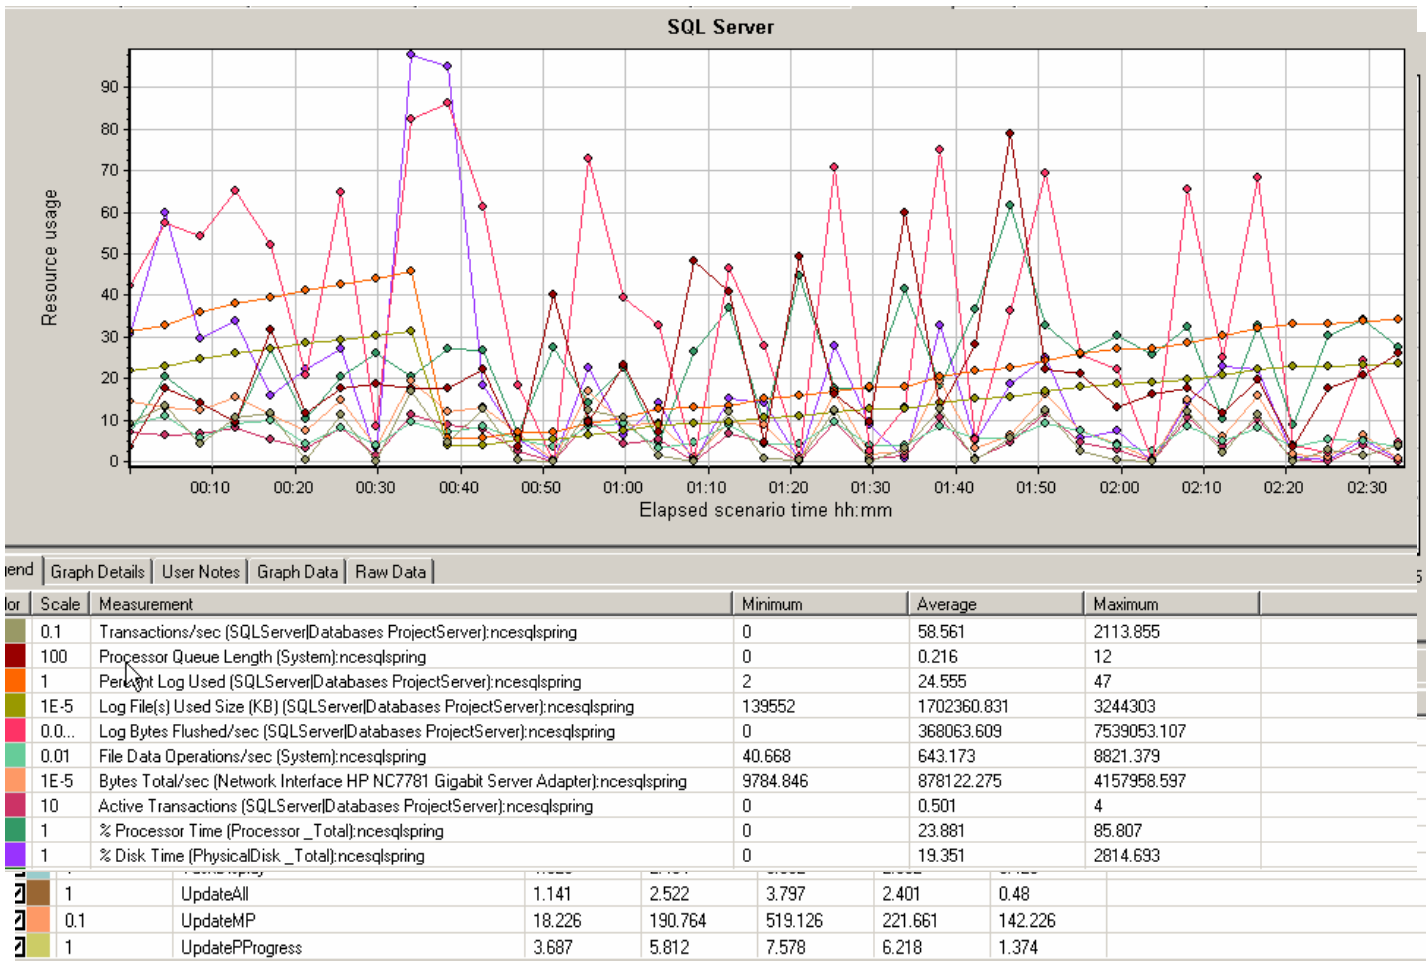 SQL Server
Resource usage
90
80
70
60
50
40
30
20
10
0
00:10 00:20 00:30 00:40 00:50 01:00 01:10 01:20 01:30 01:40 01:50 02:00 02:10 02:20 02:30
Elapsed scenario time hh:mm
end Graph Details User Notes Graph Data Raw Data
5
lor Scale Measurement Minimum Average Maximum
0.1 Transactions/sec (SQLServer|Databases ProjectServer):ncesqlspring 0 58.561 2113.855
100 Processor Queue Length (System):ncesqlspring 0 0.216 12
1 Percent Log Used (SQLServer|Databases ProjectServer):ncesqlspring 2 24.555 47
1E-5 Log File(s) Used Size (KB) (SQLServer|Databases ProjectServer):ncesqlspring 139552 1702360.831 3244303
0.0... Log Bytes Flushed/sec (SQLServer|Databases ProjectServer):ncesqlspring 0 368063.609 7539053.107
0.01 File Data Operations/sec (System):ncesqlspring 40.668 643.173 8821.379
1E-5 Bytes Total/sec (Network Interface HP NC7781 Gigabit Server Adapter):ncesqlspring 9784.846 878122.275 4157958.597
10 Active Transactions (SQLServer|Databases ProjectServer):ncesqlspring 0 0.501 4
1 % Processor Time (Processor _Total):ncesqlspring 0 23.881 85.807
1 % Disk Time (PhysicalDisk _Total):ncesqlspring 0 19.351 2814.693
1 UpdateAll 1.141 2.522 3.797 2.401 0.48
0.1 UpdateMP 18.226 190.764 519.126 221.661 142.226
1 UpdatePProgress 3.687 5.812 7.578 6.218 1.374